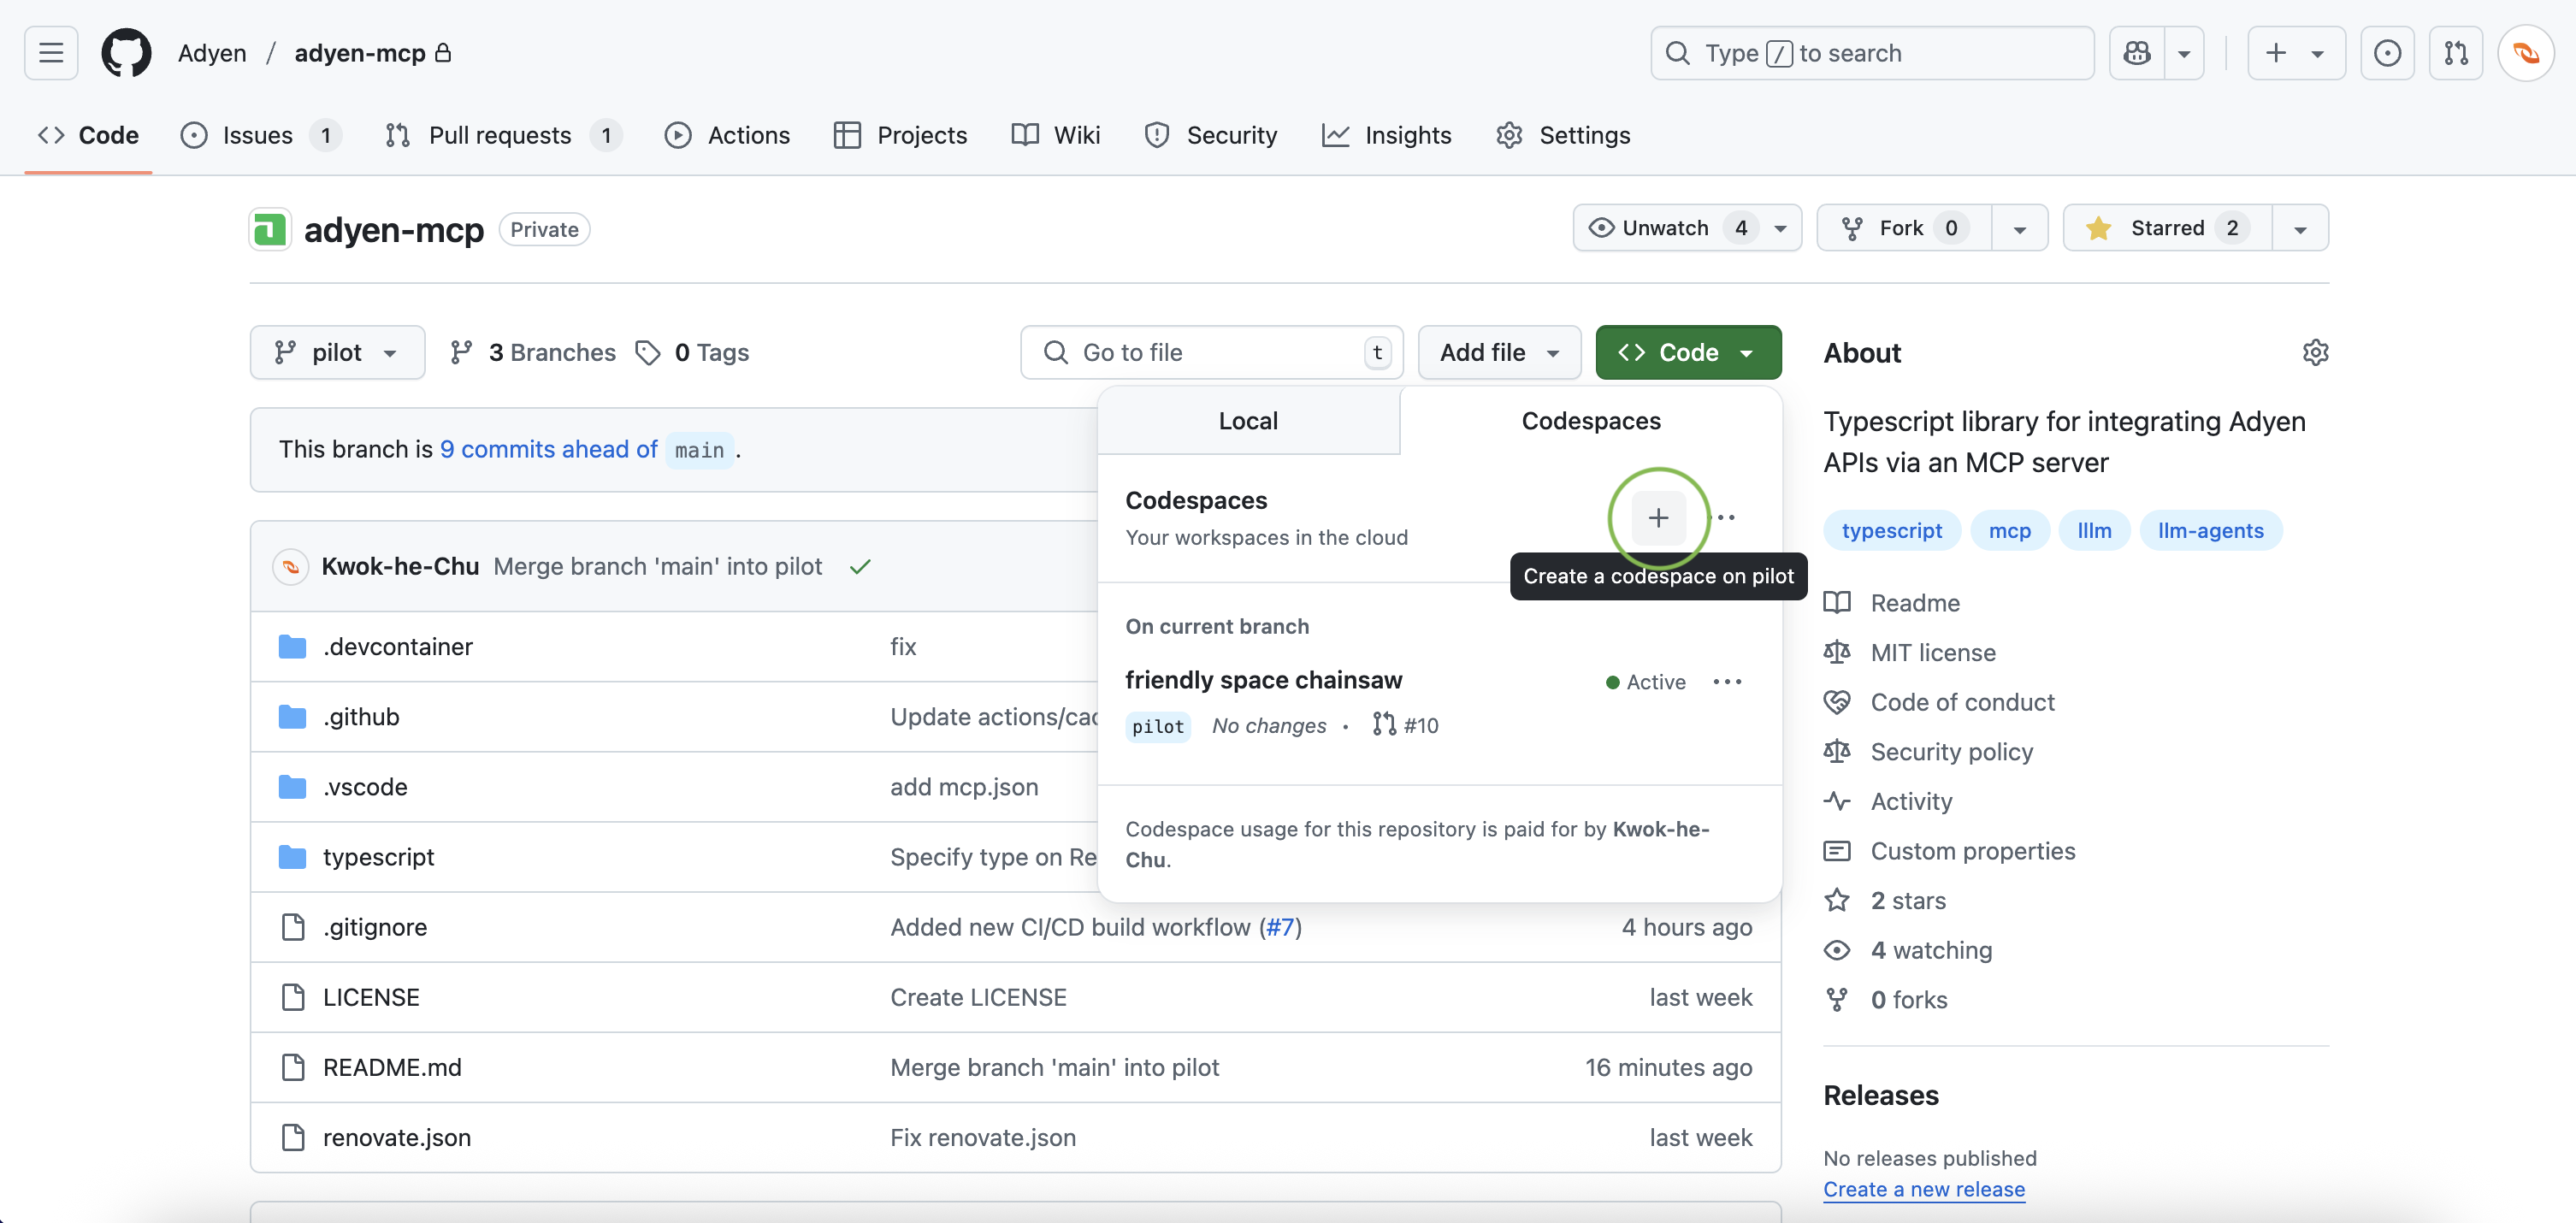 Adyen / adyen-mcp
Type / to search
Code
Issues 1
Pull requests 1
Actions
Projects
Wiki
Security
Insights
Settings
adyen-mcp Private
Unwatch 4
Fork 0
Starred 2
pilot
3 Branches
0 Tags
Go to file t
Add file
Code
This branch is 9 commits ahead of main .
Local
Codespaces
Codespaces
Your workspaces in the cloud
Create a codespace on pilot
On current branch
friendly space chainsaw
Active
pilot No changes • #10
Codespace usage for this repository is paid for by Kwok-he-
Chu.
Kwok-he-Chu Merge branch 'main' into pilot
.devcontainer fix
.github Update actions/cac
.vscode add mcp.json
typescript Specify type on Re
.gitignore Added new CI/CD build workflow (#7) 4 hours ago
LICENSE Create LICENSE last week
README.md Merge branch 'main' into pilot 16 minutes ago
renovate.json Fix renovate.json last week
About
Typescript library for integrating Adyen
APIs via an MCP server
typescript mcp lllm llm-agents
Readme
MIT license
Code of conduct
Security policy
Activity
Custom properties
2 stars
4 watching
0 forks
Releases
No releases published
Create a new release